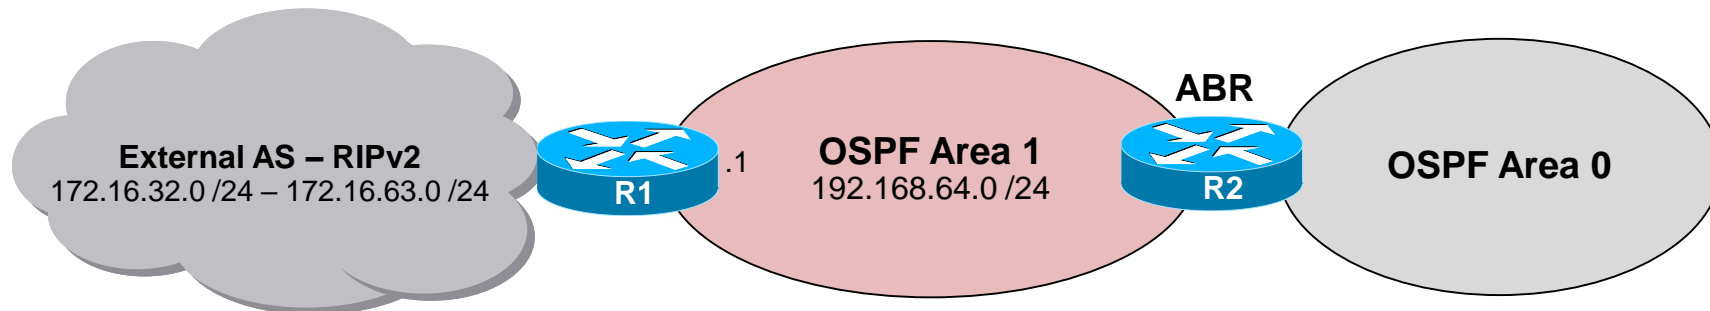 External AS – RIPv2
172.16.32.0 /24 – 172.16.63.0 /24
R1
.1
OSPF Area 1
192.168.64.0 /24
ABR
R2
OSPF Area 0